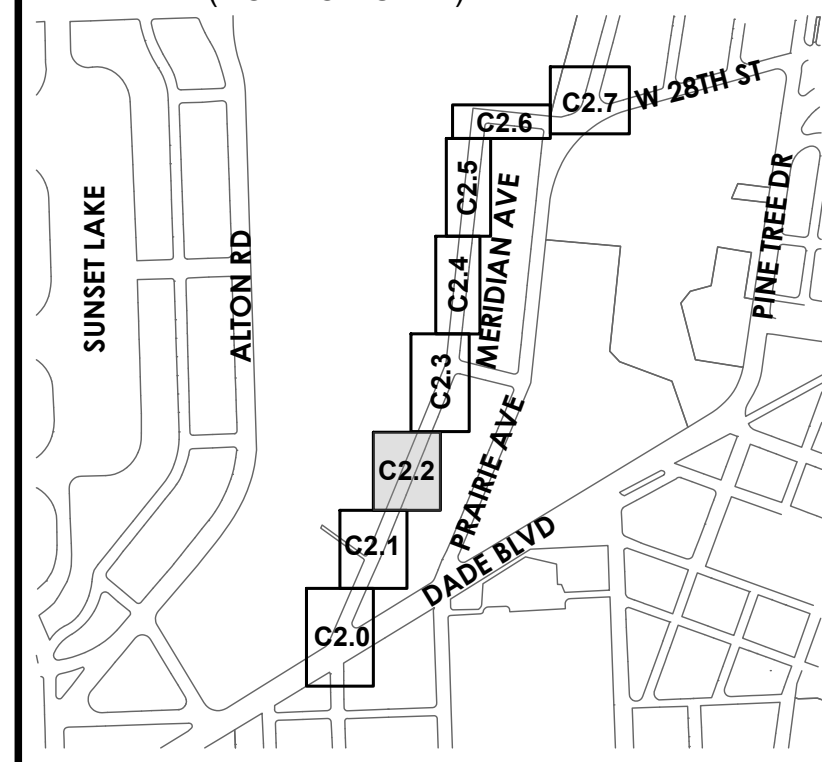 C2.7
W 28TH ST
C2.6
C2.5
MERIDIAN AVE
PINE TREE DR
SUNSET LAKE
ALTON RD
C2.4
C2.3
PRAIRIE AVE
C2.2
C2.1
DADE BLVD
C2.0